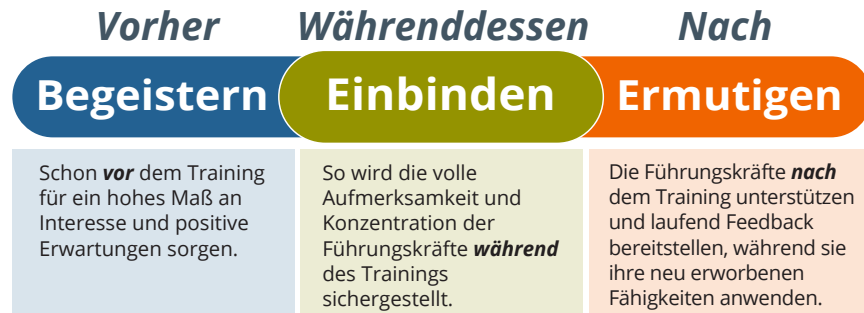 Vorher Währenddessen Nach
Begeistern Einbinden Ermutigen
Schon vor dem Training
für ein hohes Maß an
Interesse und positive
Erwartungen sorgen.
So wird die volle
Aufmerksamkeit und
Konzentration der
Führungskräfte während
des Trainings
sichergestellt.
Die Führungskräfte nach
dem Training unterstützen
und laufend Feedback
bereitstellen, während sie
ihre neu erworbenen
Fähigkeiten anwenden.